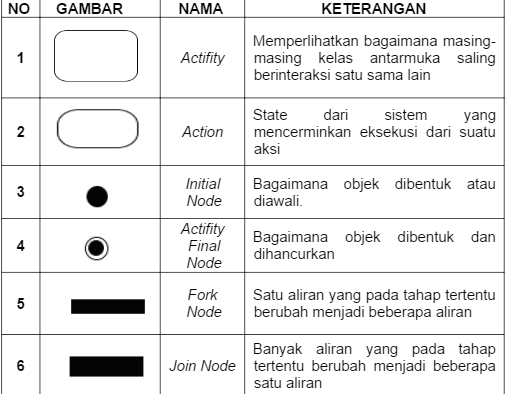 NO GAMBAR NAMA KETERANGAN
1 Actifity Memperlihatkan bagaimana masing-
masing kelas antarmuka saling
berinteraksi satu sama lain
2 Action State dari sistem yang
mencerminkan eksekusi dari suatu
aksi
3 Initial Node Bagaimana objek dibentuk atau
diawali.
4 Actifity Final Node Bagaimana objek dibentuk dan
dihancurkan
5 Fork Node Satu aliran yang pada tahap tertentu
berubah menjadi beberapa aliran
6 Join Node Banyak aliran yang pada tahap
tertentu berubah menjadi beberapa
satu aliran